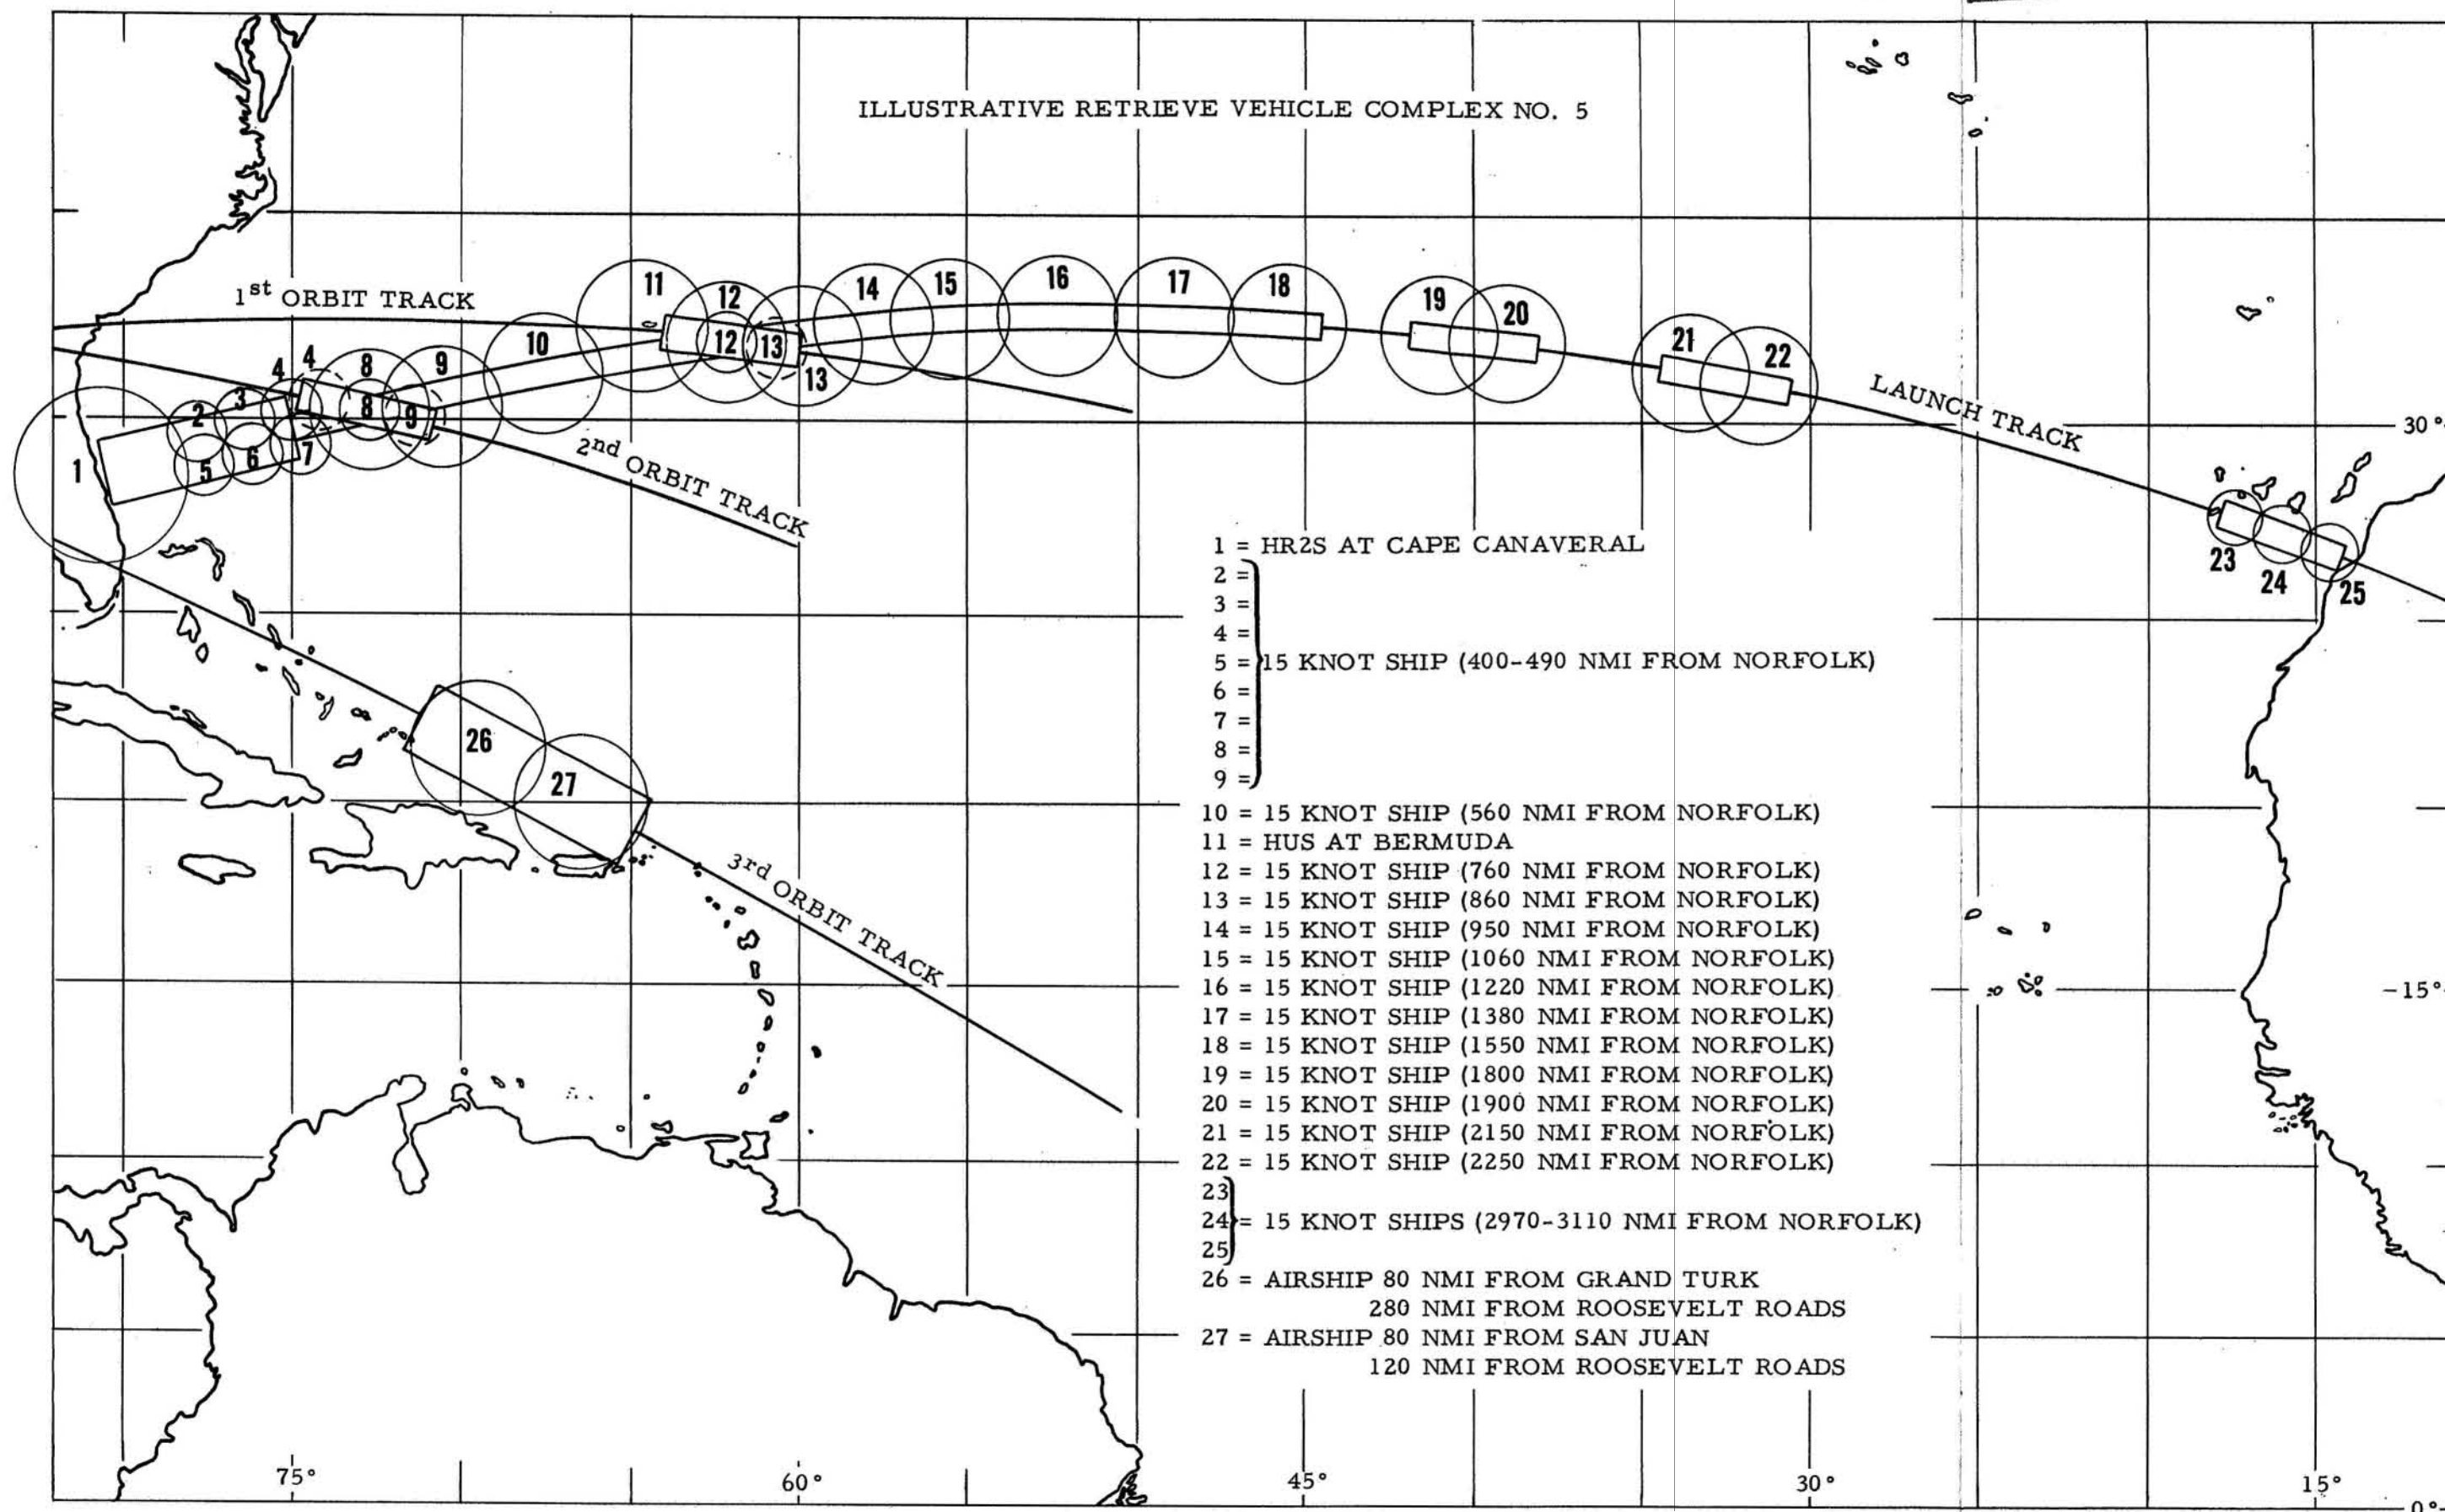 ILLUSTRATIVE RETRIEVE VEHICLE COMPLEX NO. 5
1st ORBIT TRACK
11
12
14
15
16
17
18
19
20
21
22
10
12
13
13
4
4
8
9
2
3
8
9
1
5
6
7
LAUNCH TRACK
30°
2nd ORBIT TRACK
23
24
25
26
27
3rd ORBIT TRACK
1 = HR2S AT CAPE CANAVERAL
2 =
3 =
4 =
5 = 15 KNOT SHIP (400-490 NMI FROM NORFOLK)
6 =
7 =
8 =
9 =
10 = 15 KNOT SHIP (560 NMI FROM NORFOLK)
11 = HUS AT BERMUDA
12 = 15 KNOT SHIP (760 NMI FROM NORFOLK)
13 = 15 KNOT SHIP (860 NMI FROM NORFOLK)
14 = 15 KNOT SHIP (950 NMI FROM NORFOLK)
15 = 15 KNOT SHIP (1060 NMI FROM NORFOLK)
16 = 15 KNOT SHIP (1220 NMI FROM NORFOLK)
17 = 15 KNOT SHIP (1380 NMI FROM NORFOLK)
18 = 15 KNOT SHIP (1550 NMI FROM NORFOLK)
19 = 15 KNOT SHIP (1800 NMI FROM NORFOLK)
20 = 15 KNOT SHIP (1900 NMI FROM NORFOLK)
21 = 15 KNOT SHIP (2150 NMI FROM NORFOLK)
22 = 15 KNOT SHIP (2250 NMI FROM NORFOLK)
23
24 = 15 KNOT SHIPS (2970-3110 NMI FROM NORFOLK)
25
26 = AIRSHIP 80 NMI FROM GRAND TURK
280 NMI FROM ROOSEVELT ROADS
27 = AIRSHIP 80 NMI FROM SAN JUAN
120 NMI FROM ROOSEVELT ROADS
15°
75°
60°
45°
30°
15°
0°